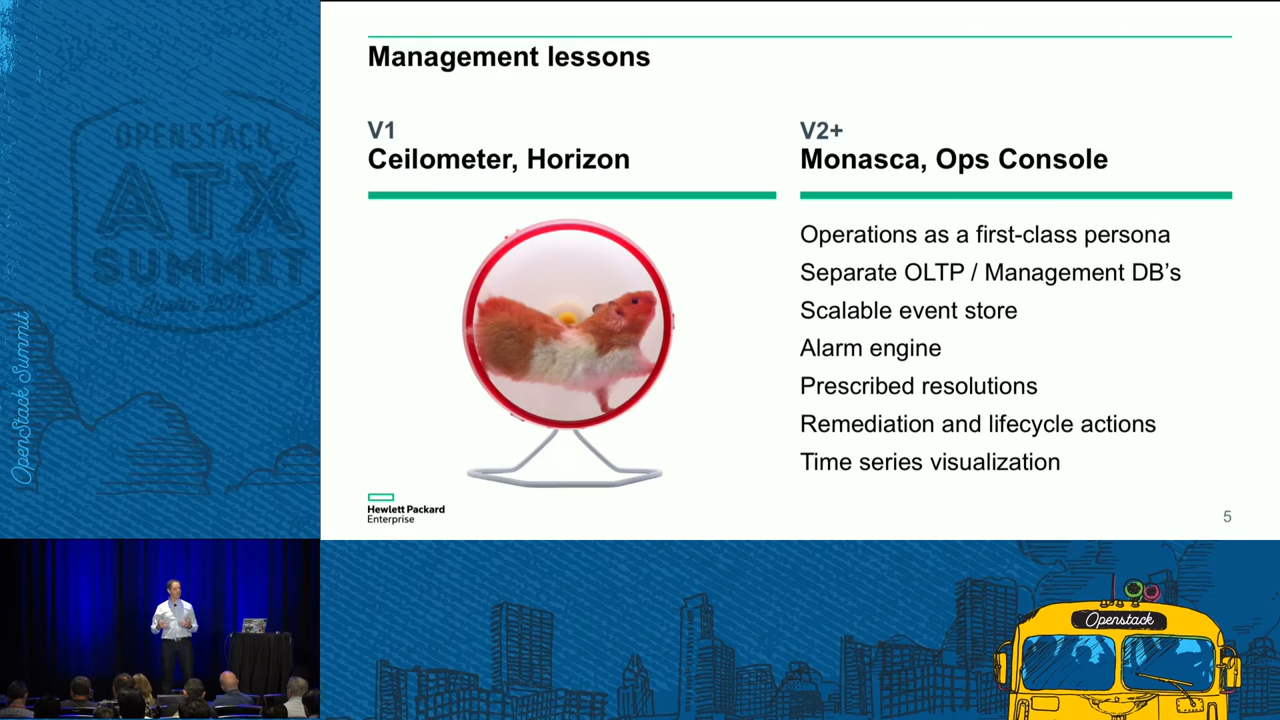 Management lessons
V1
Ceilometer, Horizon
V2+
Monasca, Ops Console
Operations as a first-class persona
Separate OLTP / Management DB's
Scalable event store
Alarm engine
Prescribed resolutions
Remediation and lifecycle actions
Time series visualization
Hewlett Packard
Enterprise
5
OPENSTACK
ATX
SUMMIT
OpenStack Summit
Openstack